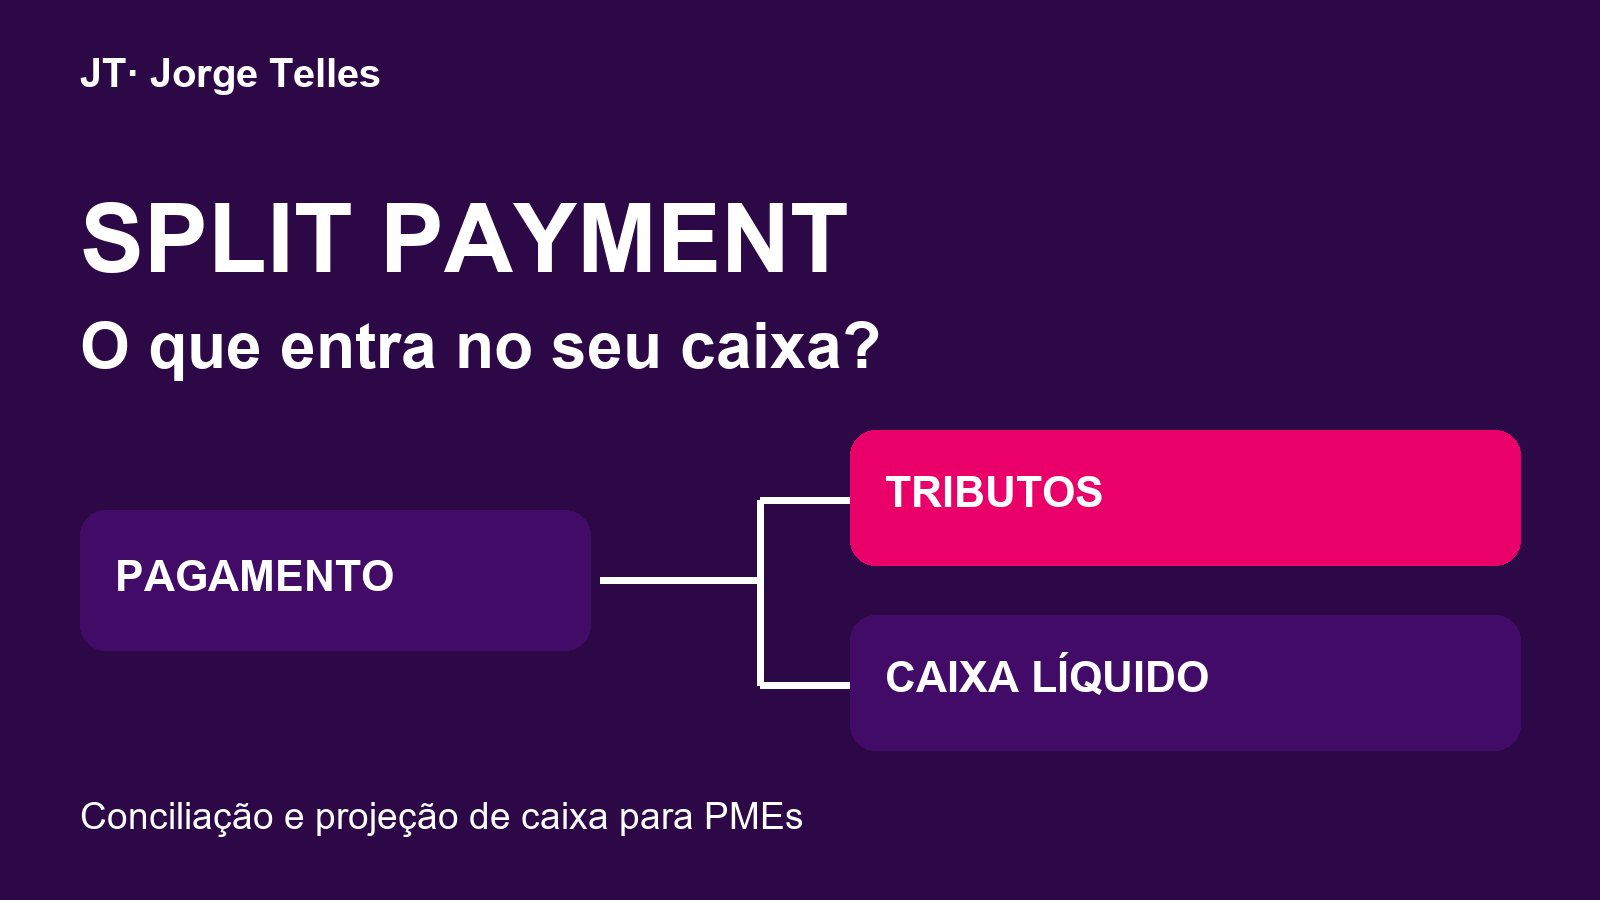 JT· Jorge Telles
SPLIT PAYMENT
O que entra no seu caixa?
TRIBUTOS
PAGAMENTO
CAIXA LÍQUIDO
Conciliação e projeção de caixa para PMEs